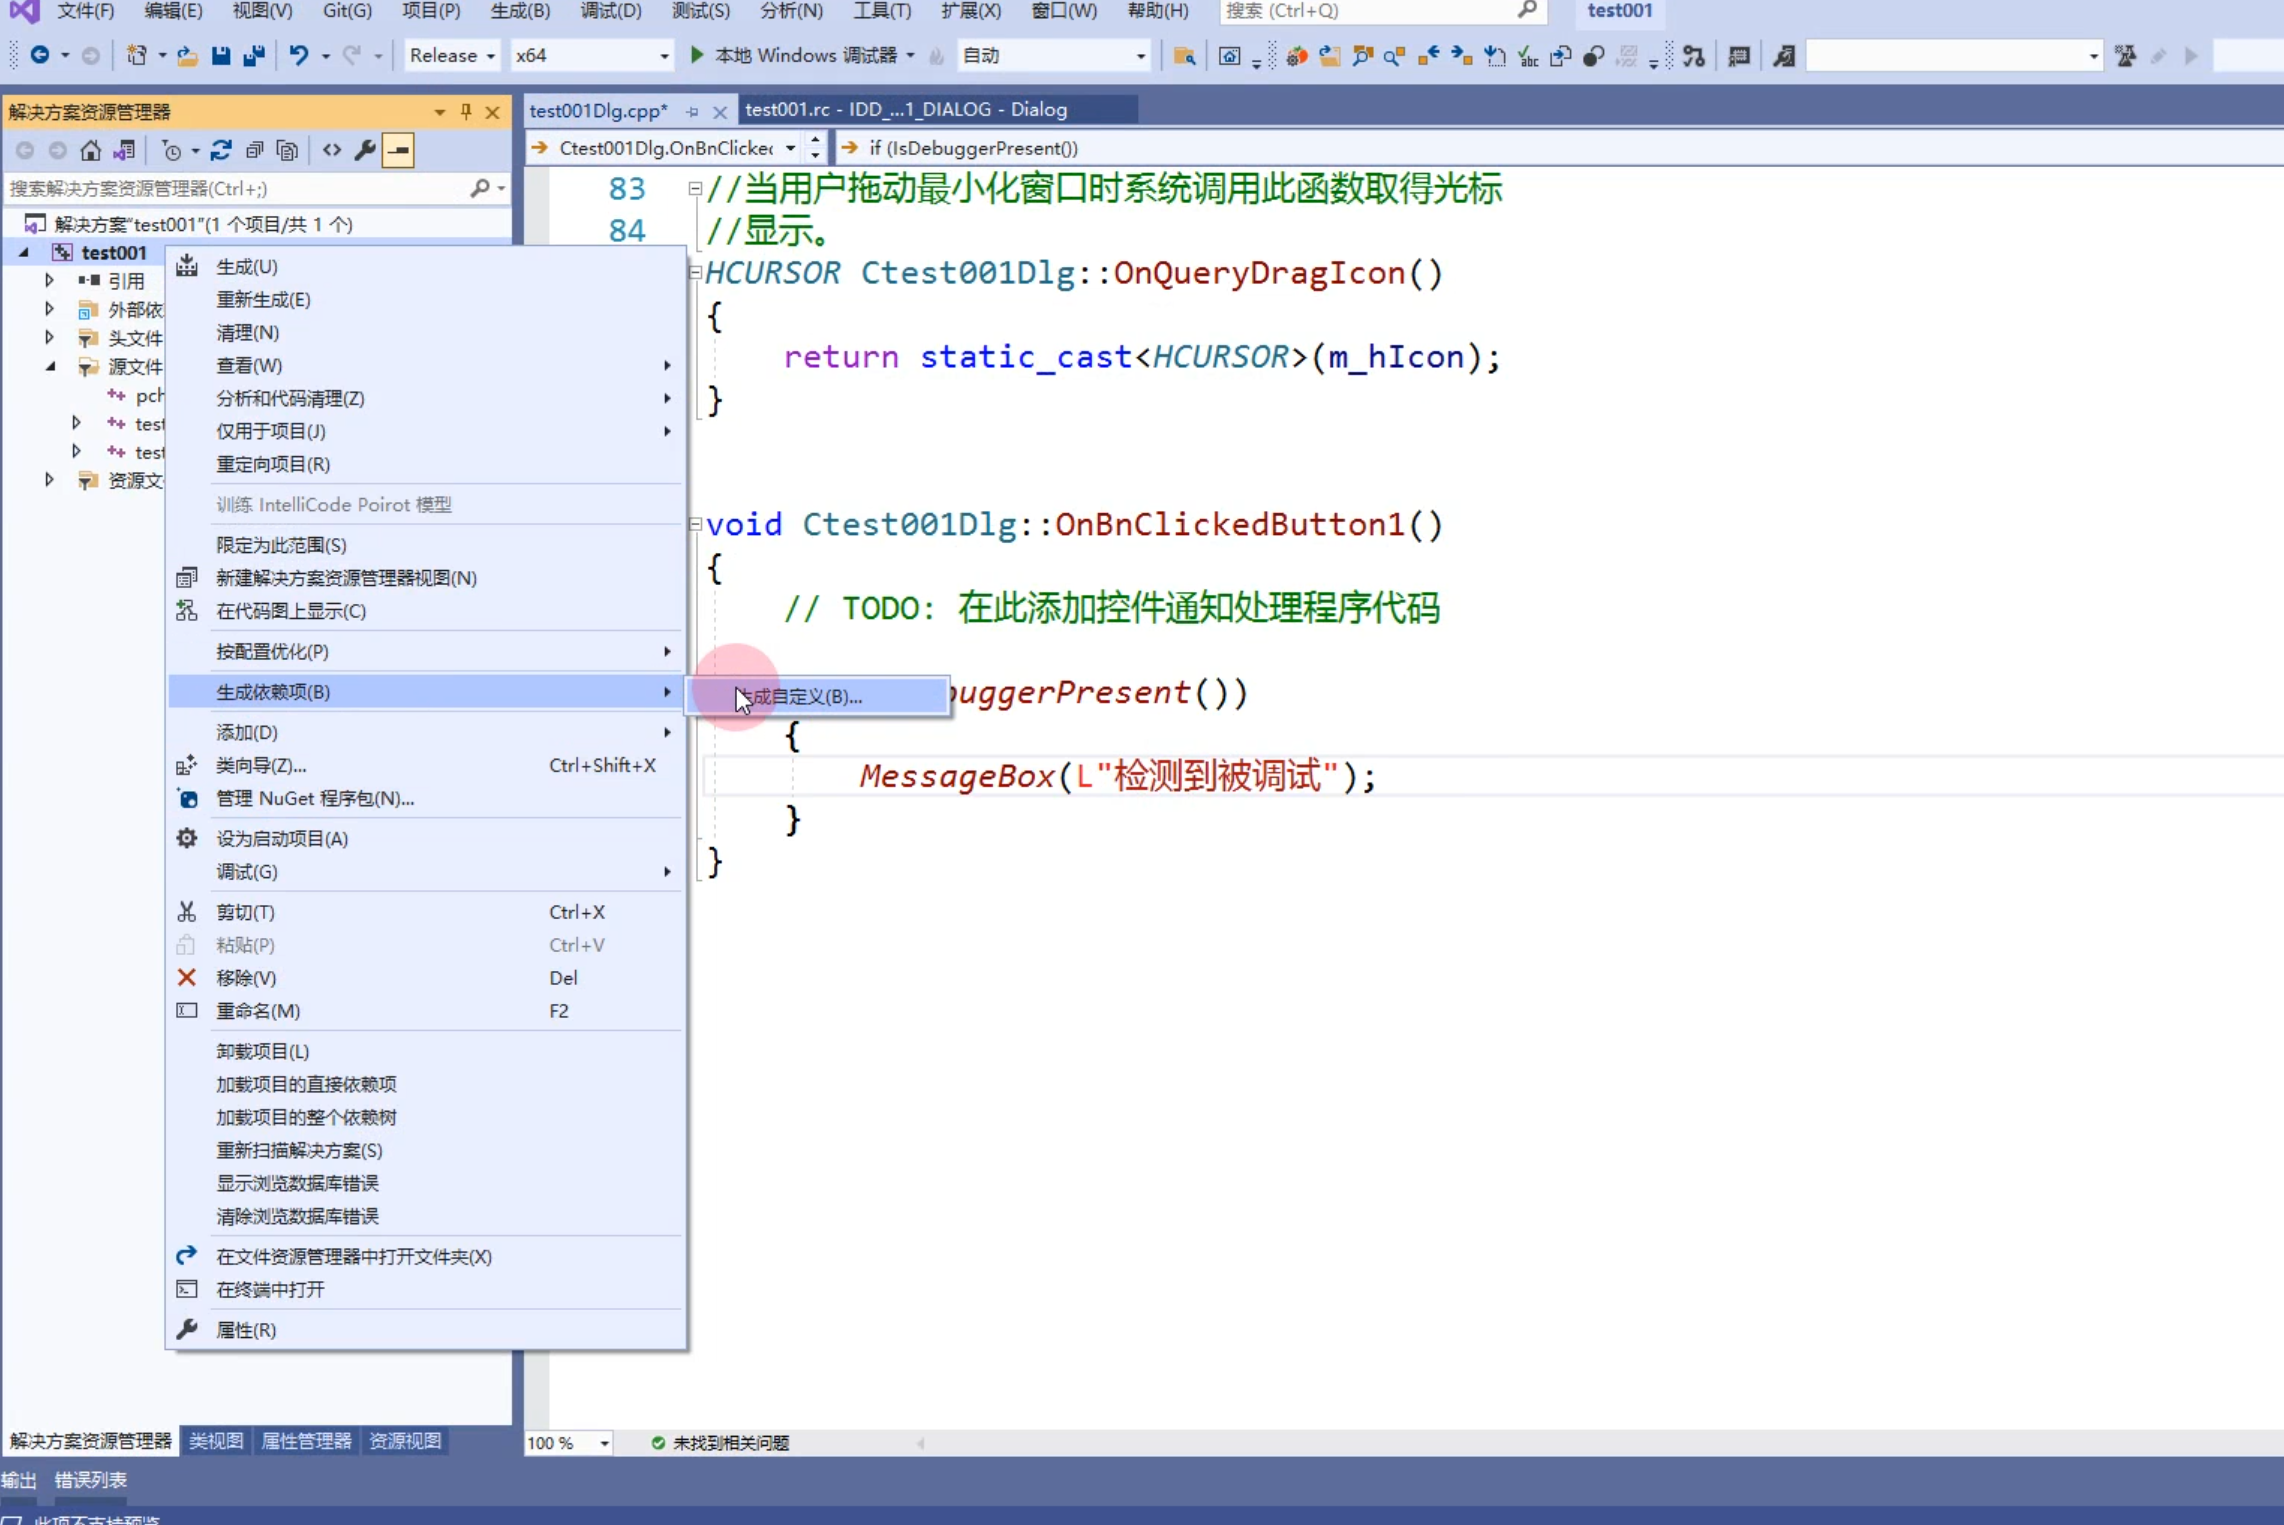 文件(F) 编辑(E) 视图(V) Git(G) 项目(P) 生成(B) 调试(D) 测试(S) 分析(N) 工具(T) 扩展(X) 窗口(W) 帮助(H) 搜索 (Ctrl+Q) test001
Release x64 本地 Windows 调试器 自动
解决方案资源管理器
test001Dlg.cpp* test001.rc - IDD_...1_DIALOG - Dialog
Ctest001Dlg.OnBnClicked if (IsDebuggerPresent())
搜索解决方案资源管理器(Ctrl+;)
解决方案"test001"(1 个项目/共 1 个)
test001
引用
外部依
头文件
源文件
pch
test
test
资源文
生成(U)
重新生成(E)
清理(N)
查看(W)
分析和代码清理(Z)
仅用于项目(J)
重定向项目(R)
训练 IntelliCode Poirot 模型
限定为此范围(S)
新建解决方案资源管理器视图(N)
在代码图上显示(C)
按配置优化(P)
生成依赖项(B)
成自定义(B)...
添加(D)
类向导(Z)... Ctrl+Shift+X
管理 NuGet 程序包(N)...
设为启动项目(A)
调试(G)
剪切(T) Ctrl+X
粘贴(P) Ctrl+V
移除(V) Del
重命名(M) F2
卸载项目(L)
加载项目的直接依赖项
加载项目的整个依赖树
重新扫描解决方案(S)
显示浏览数据库错误
清除浏览数据库错误
在文件资源管理器中打开文件夹(X)
在终端中打开
属性(R)
83 //当用户拖动最小化窗口时系统调用此函数取得光标
84 //显示。
HCURSOR Ctest001Dlg::OnQueryDragIcon()
{
return static_cast<HCURSOR>(m_hIcon);
}
void Ctest001Dlg::OnBnClickedButton1()
{
// TODO: 在此添加控件通知处理程序代码
buggerPresent())
{
MessageBox(L"检测到被调试");
}
}
解决方案资源管理器 类视图 属性管理器 资源视图
100 % 未找到相关问题
输出 错误列表
此项不支持预览